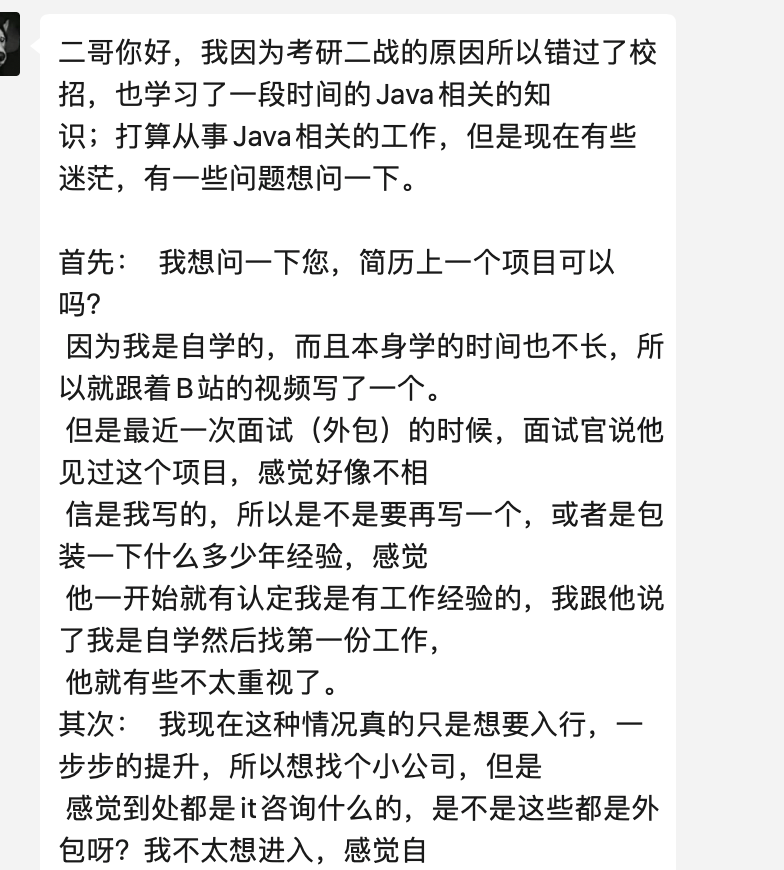 二哥你好，我因为考研二战的原因所以错过了校
招，也学习了一段时间的Java相关的知
识；打算从事Java相关的工作，但是现在有些
迷茫，有一些问题想问一下。
首先： 我想问一下您，简历上一个项目可以
吗？
因为我是自学的，而且本身学的时间也不长，所
以就跟着B站的视频写了一个。
但是最近一次面试（外包）的时候，面试官说他
见过这个项目，感觉好像不相
信是我写的，所以是不是要再写一个，或者是包
装一下什么多少年经验，感觉
他一开始就有认定我是有工作经验的，我跟他说
了我是自学然后找第一份工作，
他就有些不太重视了。
其次： 我现在这种情况真的只是想要入行，一
步步的提升，所以想找个小公司，但是
感觉到处都是it咨询什么的，是不是这些都是外
包呀？我不太想进入，感觉自